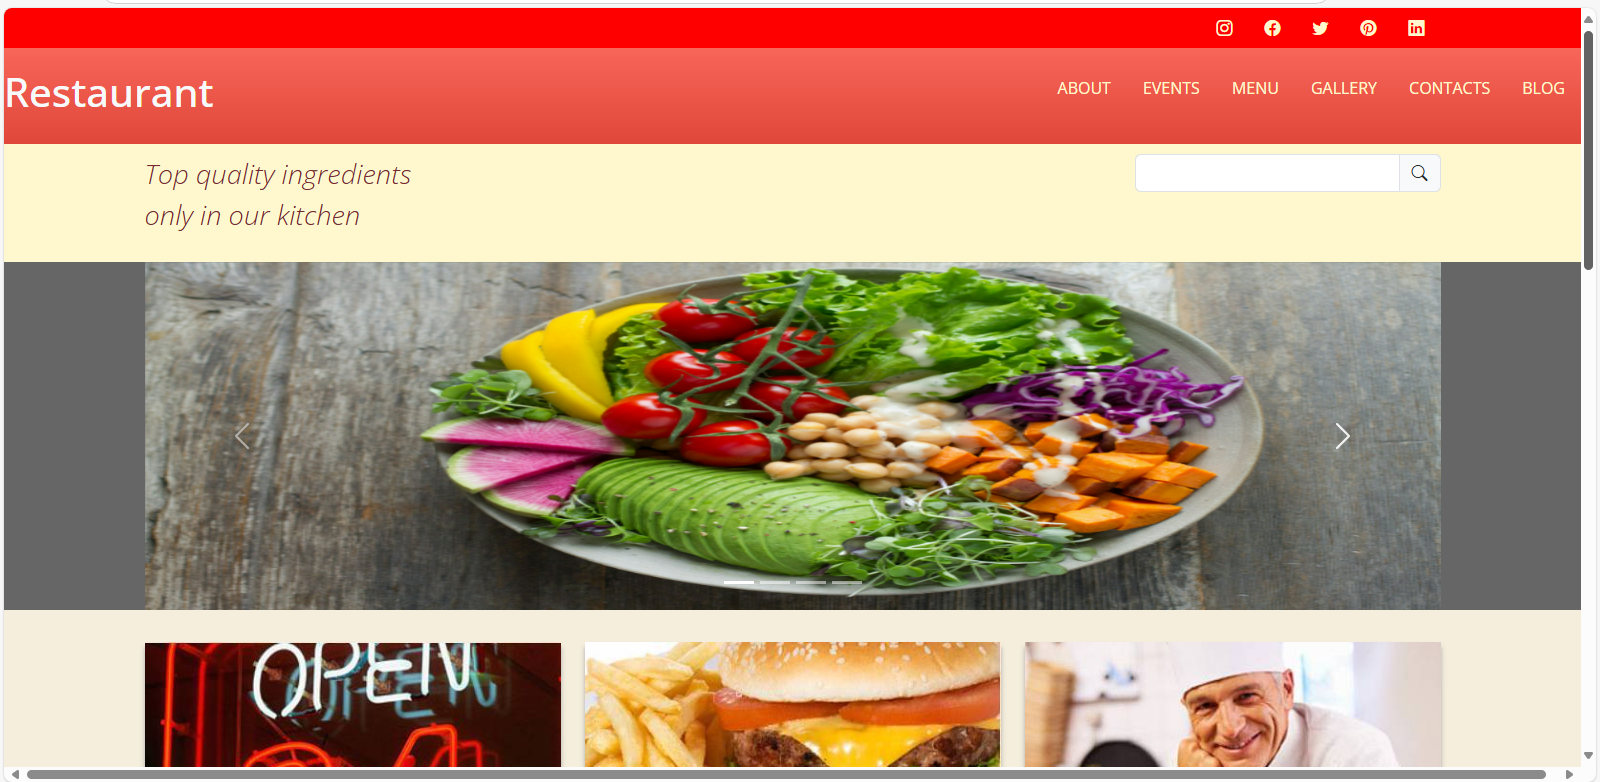 Restaurant
ABOUT EVENTS MENU GALLERY CONTACTS BLOG
Top quality ingredients
only in our kitchen
OPEN